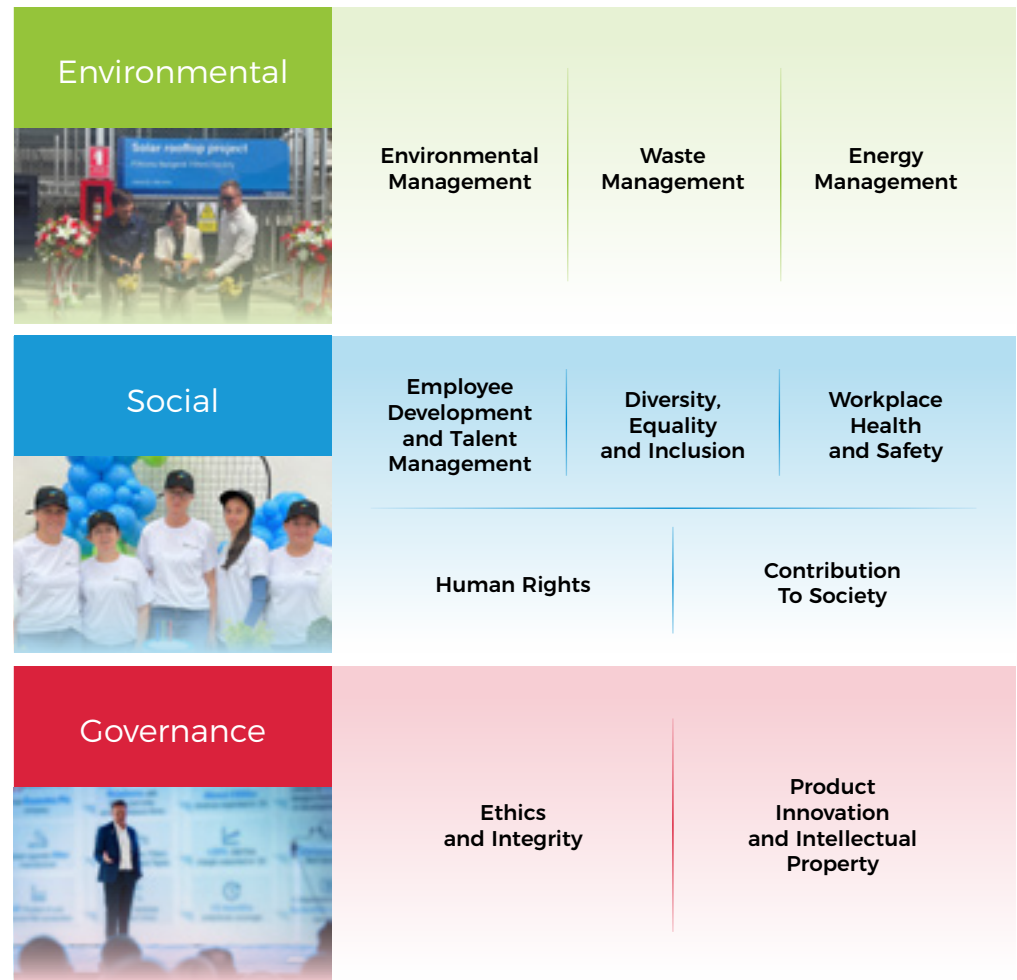 Environmental
Solar rooftop project
Environmental
Management
Waste
Management
Energy
Management
Social
Employee
Development
and Talent
Management
Diversity,
Equality
and Inclusion
Workplace
Health
and Safety
Human Rights
Contribution
To Society
Governance
Ethics
and Integrity
Product
Innovation
and Intellectual
Property